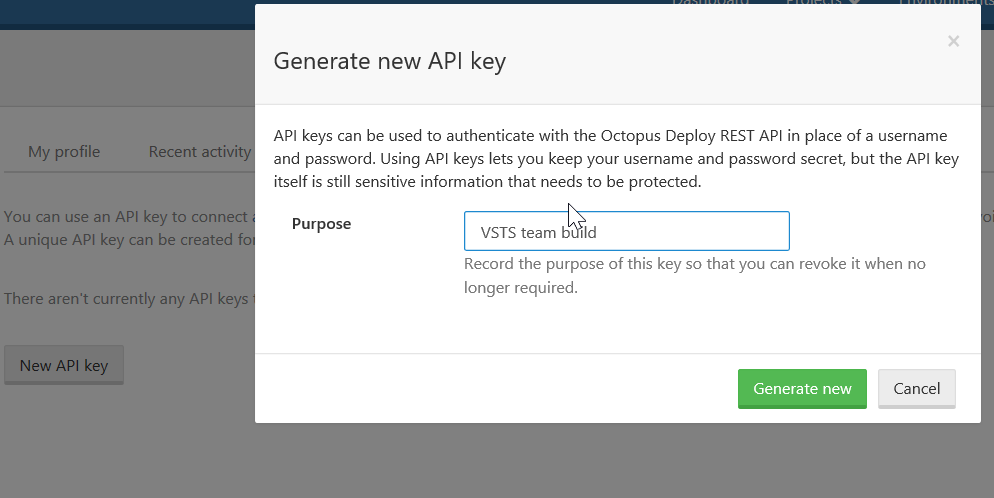 Dashboard Projects Environments
Generate new API key
×
My profile Recent activity
API keys can be used to authenticate with the Octopus Deploy REST API in place of a username
and password. Using API keys lets you keep your username and password secret, but the API key
itself is still sensitive information that needs to be protected.
You can use an API key to connect
A unique API key can be created for
Purpose
VSTS team build
Record the purpose of this key so that you can revoke it when no
longer required.
There aren't currently any API keys
New API key
Generate new
Cancel